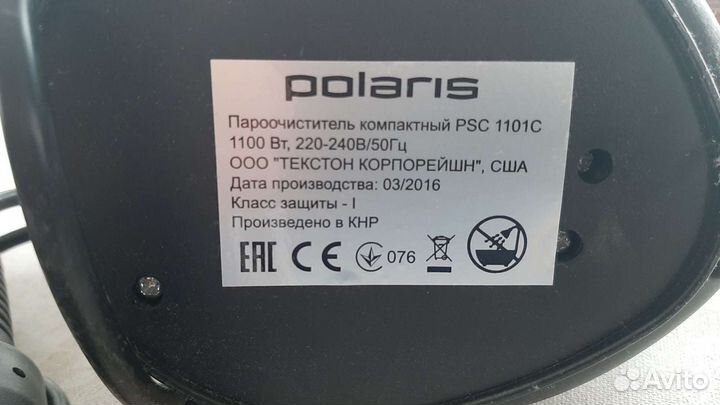 polaris
Пароочиститель компактный PSC 1101C
1100 Вт, 220-240В/50Гц
ООО "ТЕКСТОН КОРПОРЕЙШН", США
Дата производства: 03/2016
Класс защиты - I
Произведено в КНР
EAC CE 076
Avito